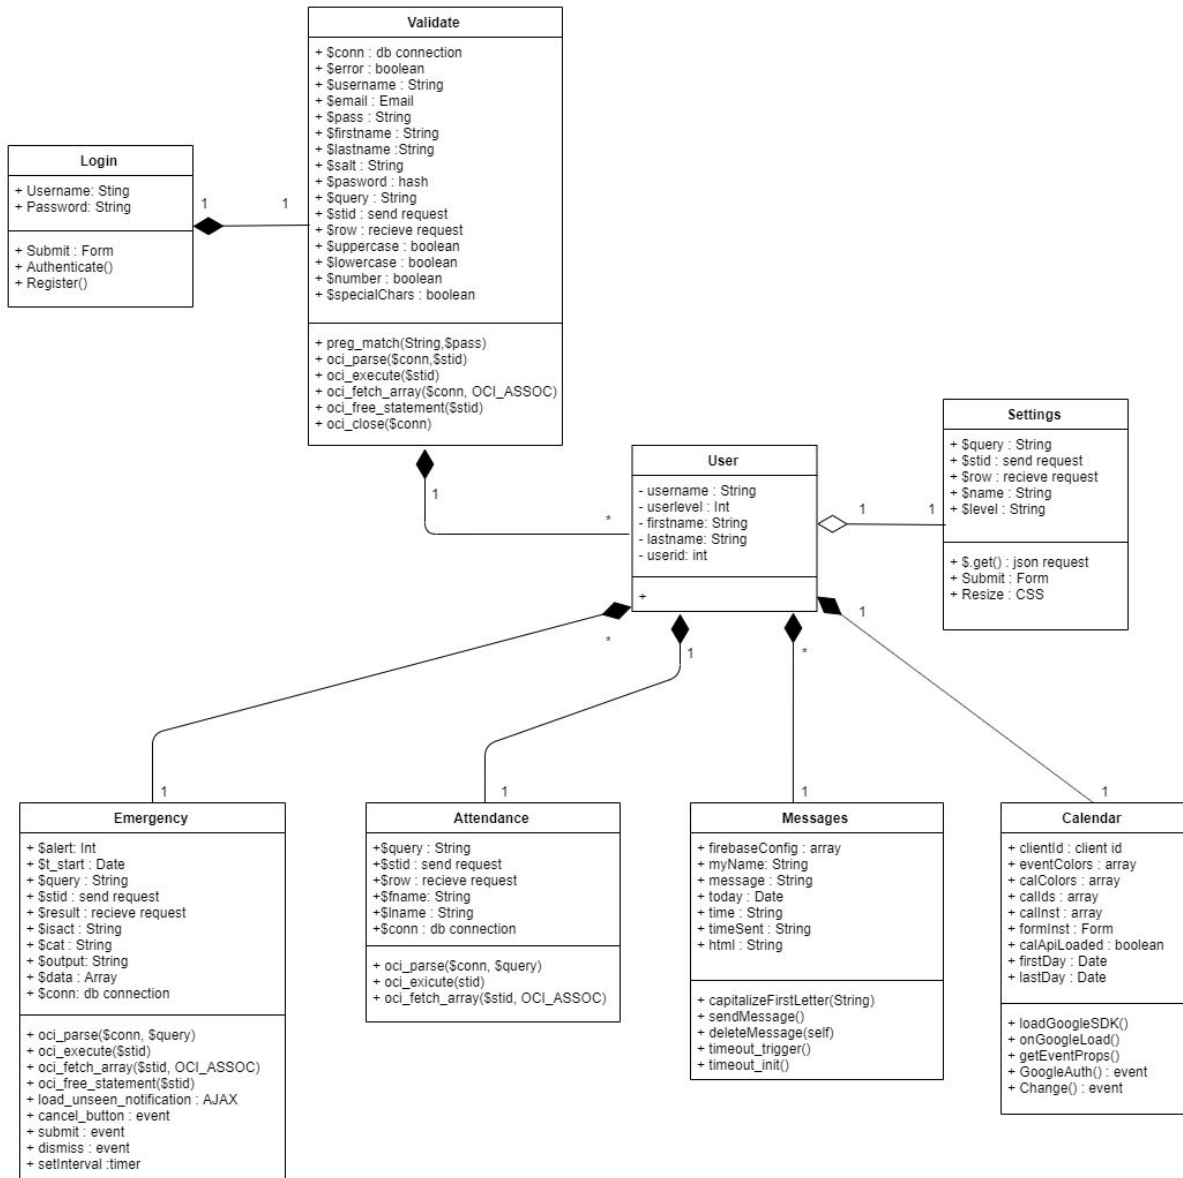 Validate
+ $conn : db connection
+ $error : boolean
+ $username : String
+ $email : Email
+ $pass : String
+ $firstname : String
+ $lastname :String
+ $salt : String
+ $pasword : hash
+ $query : String
+ $stid : send request
+ $row : recieve request
+ $uppercase : boolean
+ $lowercase : boolean
+ $number : boolean
+ $specialChars : boolean
+ preg_match(String,$pass)
+ oci_parse($conn,$stid)
+ oci_execute($stid)
+ oci_fetch_array($conn, OCI_ASSOC)
+ oci_free_statement($stid)
+ oci_close($conn)
Login
+ Username: Sting
+ Password: String
+ Submit : Form
+ Authenticate()
+ Register()
1
1
1
*
User
- username : String
- userlevel : Int
- firstname: String
- lastname: String
- userid: int
+
1
1
Settings
+ $query : String
+ $stid : send request
+ $row : recieve request
+ $name : String
+ $level : String
+ $.get() : json request
+ Submit : Form
+ Resize : CSS
*
1
*
1
1
1
1
1
Emergency
+ $alert: Int
+ $t_start : Date
+ $query : String
+ $stid : send request
+ $result : recieve request
+ $isact : String
+ $cat : String
+ $output: String
+ $data : Array
+ $conn: db connection
+ oci_parse($conn, $query)
+ oci_execute($stid)
+ oci_fetch_array($stid, OCI_ASSOC)
+ oci_free_statement($stid)
+ load_unseen_notification : AJAX
+ cancel_button : event
+ submit : event
+ dismiss : event
+ setInterval :timer
Attendance
+$query : String
+$stid : send request
+$row : recieve request
+$fname: String
+$lname : String
+$conn : db connection
+ oci_parse($conn, $query)
+ oci_exicute(stid)
+ oci_fetch_array($stid, OCI_ASSOC)
Messages
+ firebaseConfig : array
+ myName: String
+ message : String
+ today : Date
+ time : String
+ timeSent : String
+ html : String
+ capitalizeFirstLetter(String)
+ sendMessage()
+ deleteMessage(self)
+ timeout_trigger()
+ timeout_init()
Calendar
+ clientId : client id
+ eventColors : array
+ calColors : array
+ calIds : array
+ calInst : array
+ formInst : Form
+ calApiLoaded : boolean
+ firstDay : Date
+ lastDay : Date
+ loadGoogleSDK()
+ onGoogleLoad()
+ getEventProps()
+ GoogleAuth() : event
+ Change() : event